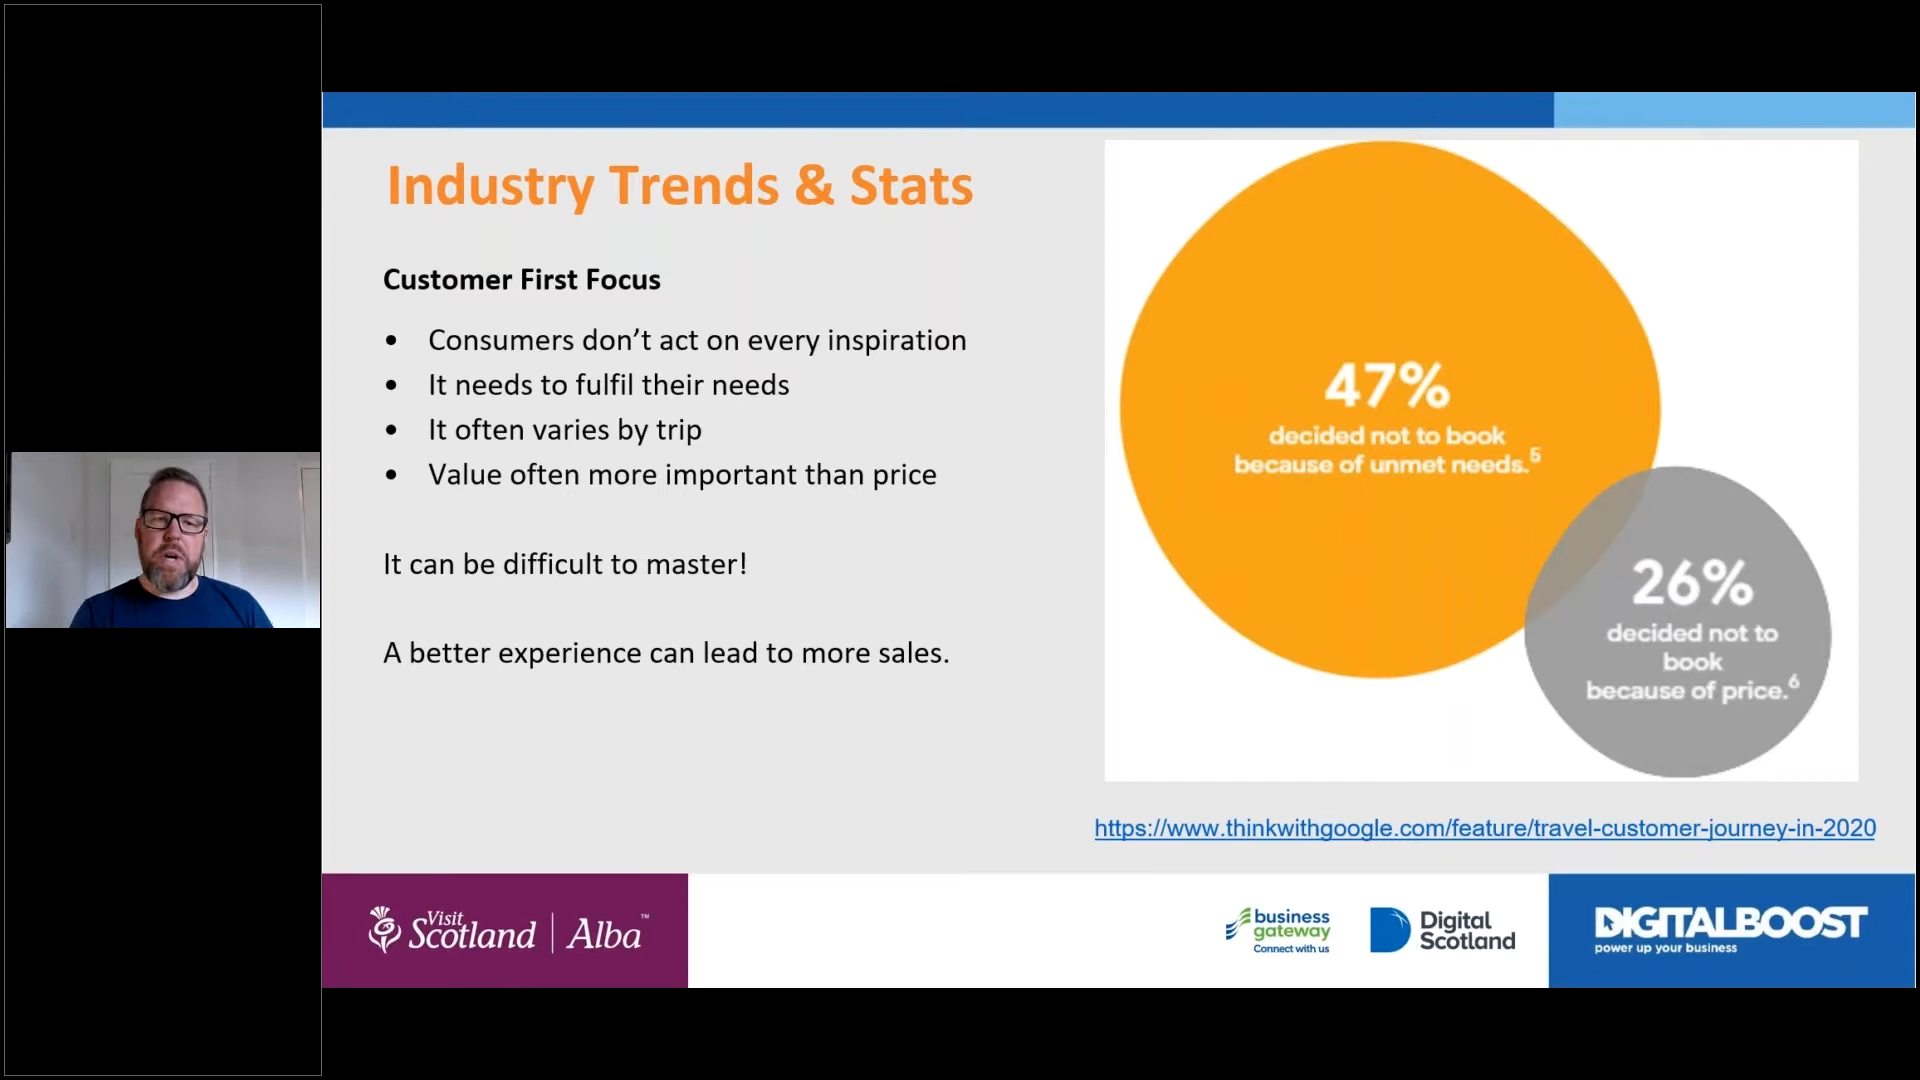 Industry Trends & Stats
Customer First Focus
• Consumers don’t act on every inspiration
• It needs to fulfil their needs
• It often varies by trip
• Value often more important than price
It can be difficult to master!
A better experience can lead to more sales.
47%
decided not to book
because of unmet needs.5
26%
decided not to
book
because of price.6
https://www.thinkwithgoogle.com/feature/travel-customer-journey-in-2020
Visit
Scotland | Alba™
business
gateway
Connect with us
Digital
Scotland
DIGITALBOOST
power up your business